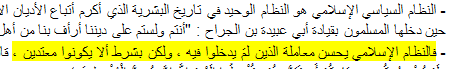 - النظام السياسي الإسلامي هو النظام الوحيد في تاريخ البشرية الذي أكرم أتباع الأديان الا
حين دخلها المسلمون بقيادة أبي عبيدة بن الجراح : "أنتم ولستم على ديننا أرأف بنا من أهل
- فالنظام الإسلامي يحسن معاملة الذين لم يدخلوا فيه ، ولكن بشرط ألا يكونوا معتدين ، قا